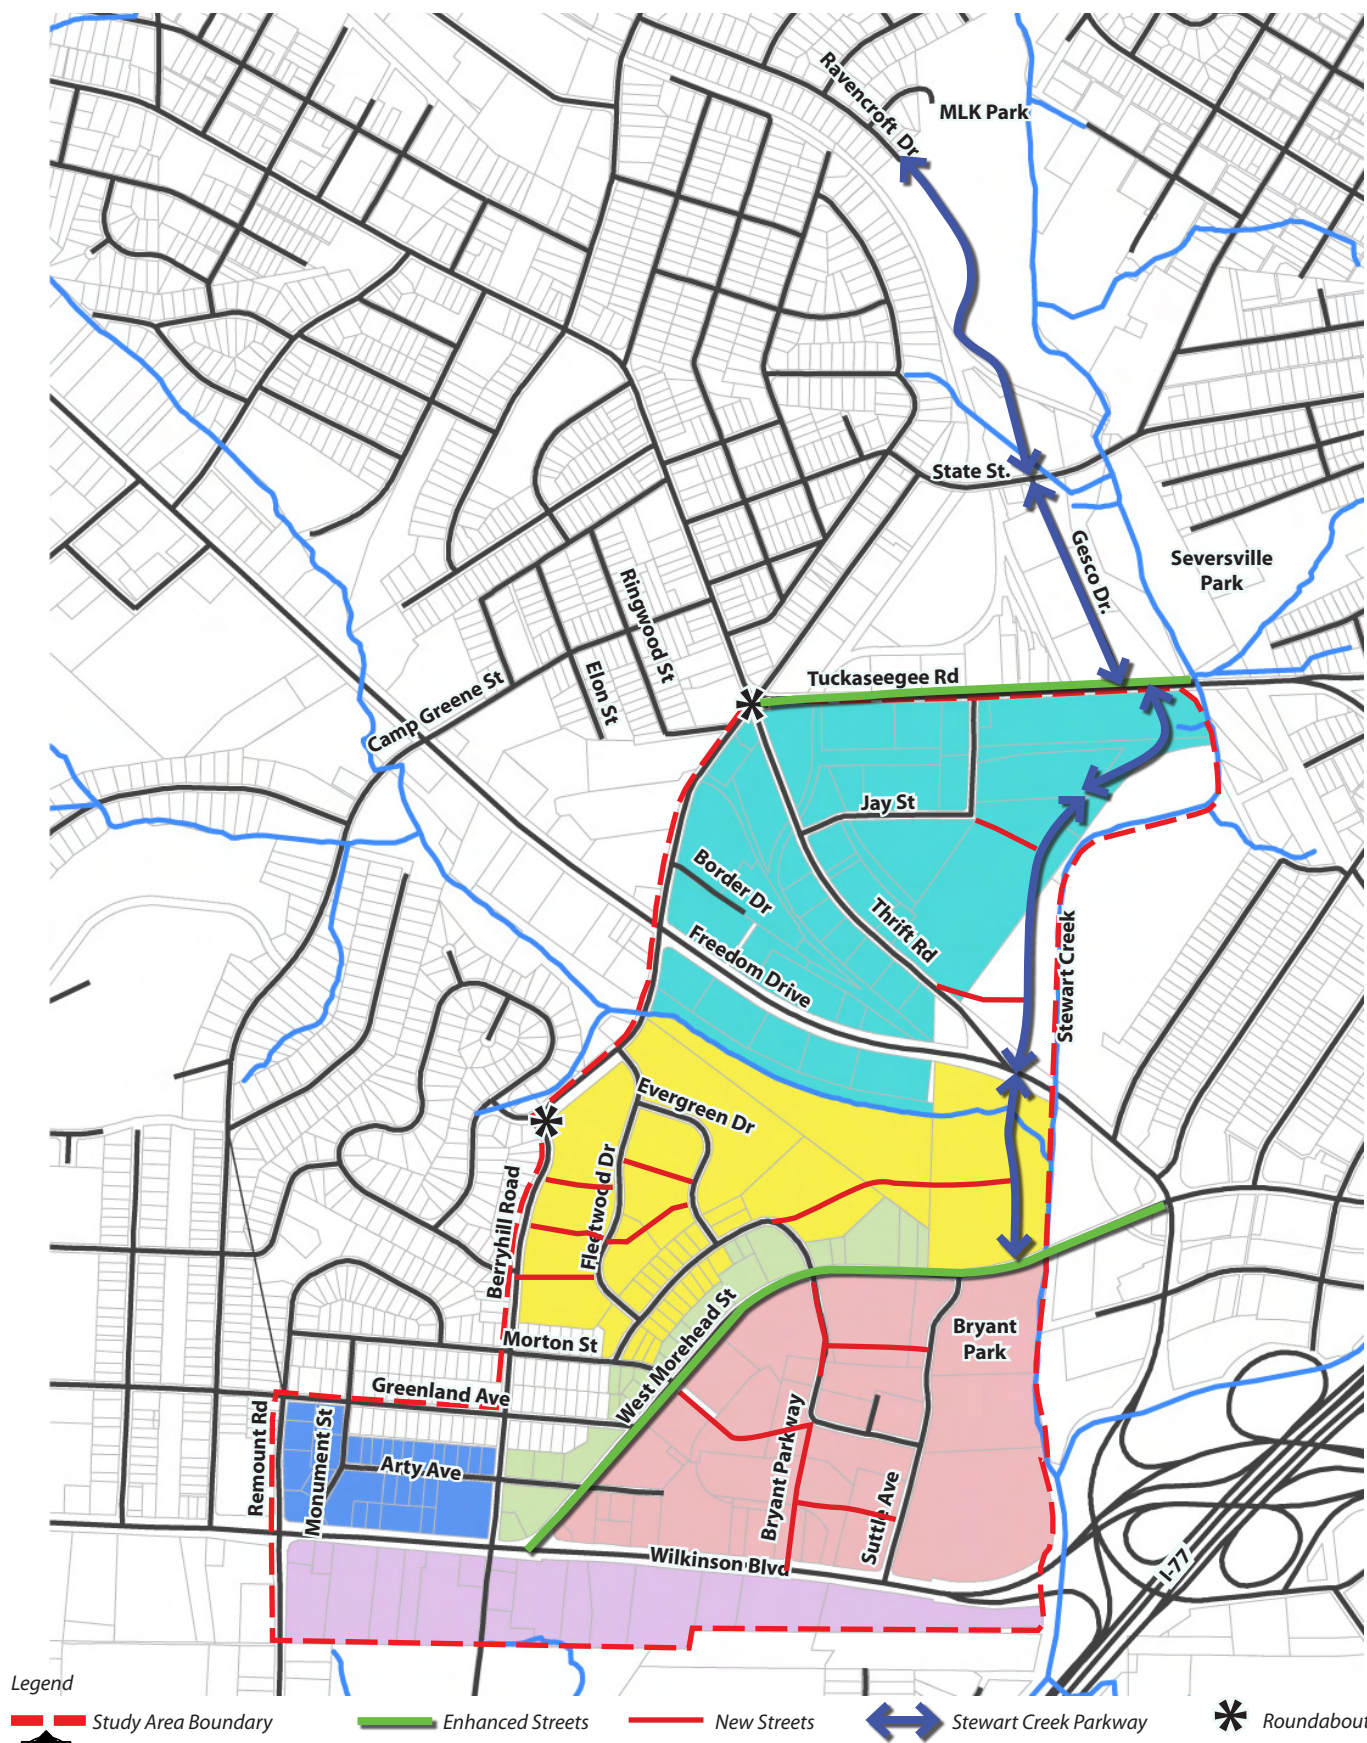 Ravencroft Dr
MLK Park
State St.
Gesco Dr.
Seversville
Park
Ringwood St
Elon St
Camp Greene St
Tuckaseegee Rd
Jay St
Border Dr
Thrift Rd
Freedom Drive
Stewart Creek
Evergreen Dr
Fleetwood Dr
Berryhill Road
Morton St
West Morehead St
Bryant
Park
Greenland Ave
Remount Rd
Monument St
Arty Ave
Bryant Parkway
Suttle Ave
Wilkinson Blvd
I-77
Legend
Study Area Boundary
Enhanced Streets
New Streets
Stewart Creek Parkway
Roundabout